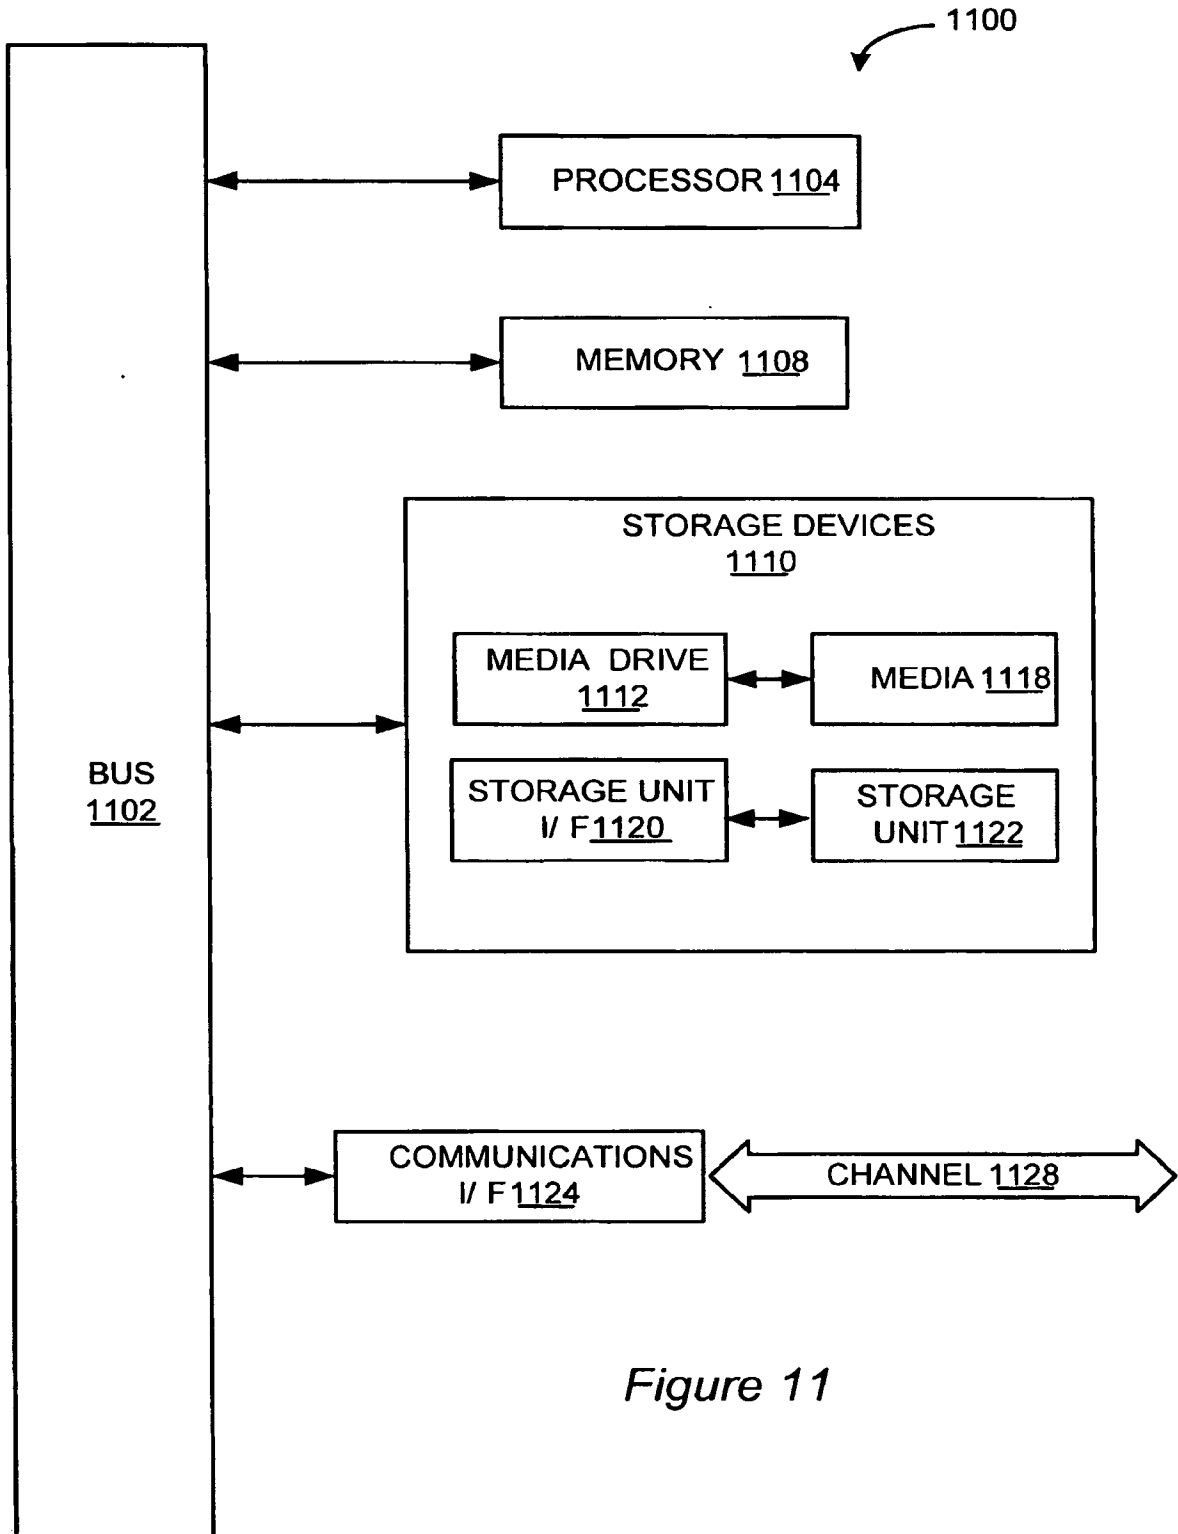 1100
PROCESSOR 1104
MEMORY 1108
STORAGE DEVICES
1110
MEDIA DRIVE
1112
MEDIA 1118
STORAGE UNIT
I/ F 1120
STORAGE
UNIT 1122
BUS
1102
COMMUNICATIONS
I/ F 1124
CHANNEL 1128
Figure 11